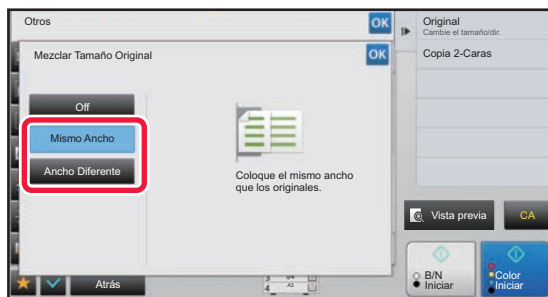 Otros
OK
Original
Cambie el tamaño/dir.
Mezclar Tamaño Original
OK
Copia 2-Caras
Off
Mismo Ancho
Ancho Diferente
Coloque el mismo ancho
que los originales.
Vista previa
CA
Atrás
B/N
Iniciar
Color
Iniciar